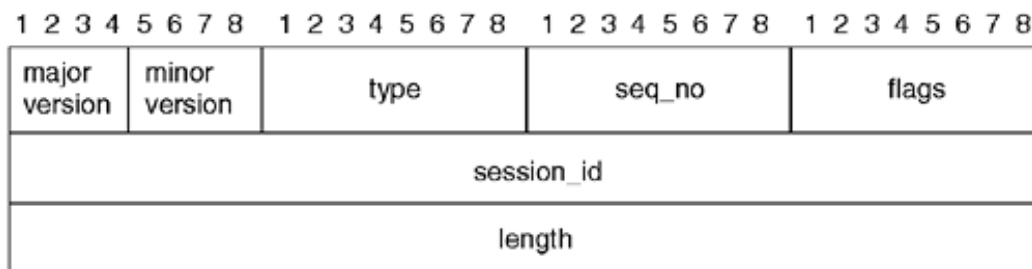 1 2 3 4 5 6 7 8 1 2 3 4 5 6 7 8 1 2 3 4 5 6 7 8 1 2 3 4 5 6 7 8
major version minor version type seq_no flags
session_id
length